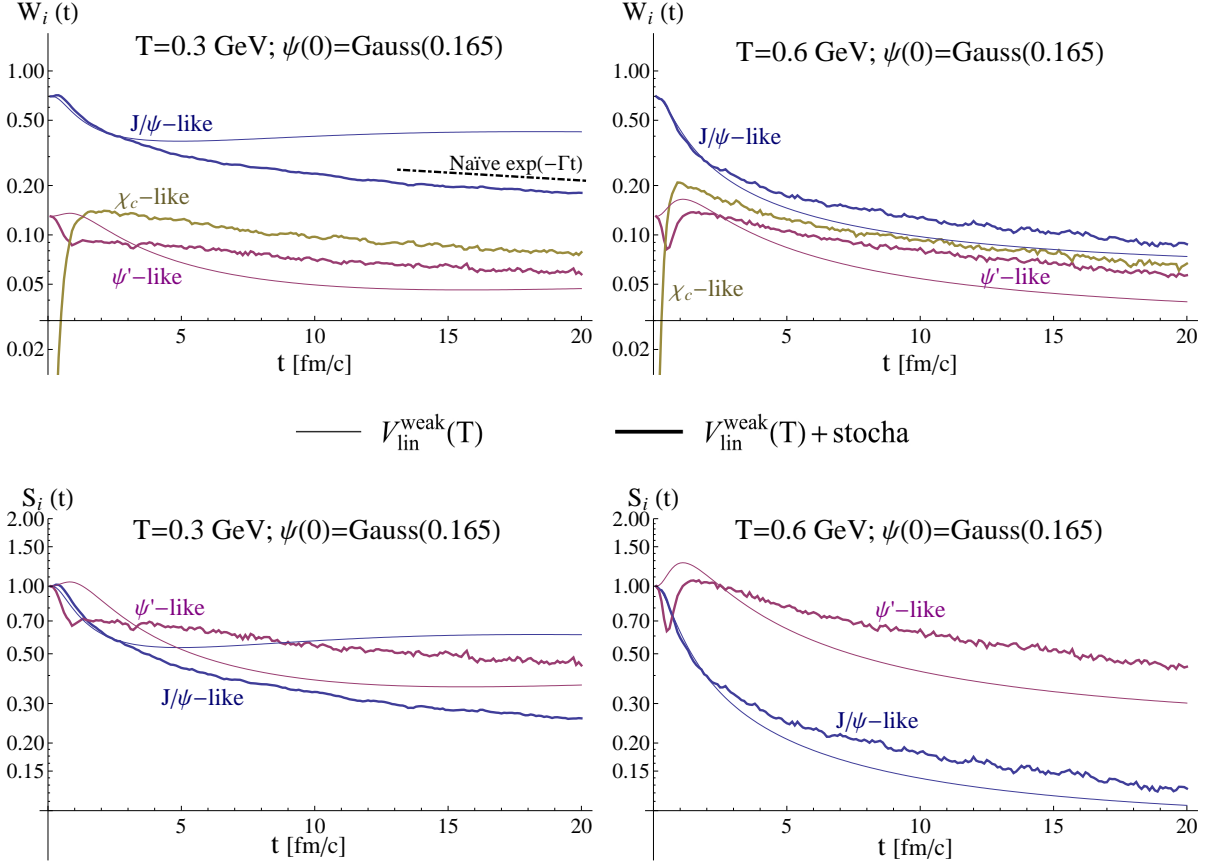 W_i (t)
T=0.3 GeV; ψ(0)=Gauss(0.165)
1.00
0.50
0.20
0.10
0.05
0.02
J/ψ−like
Naïve exp(−Γt)
χ_c−like
ψ'−like
5
10
15
20
t [fm/c]
W_i (t)
T=0.6 GeV; ψ(0)=Gauss(0.165)
1.00
0.50
0.20
0.10
0.05
0.02
J/ψ−like
ψ'−like
χ_c−like
5
10
15
20
t [fm/c]
V_lin^weak(T)
V_lin^weak(T) + stocha
S_i (t)
T=0.3 GeV; ψ(0)=Gauss(0.165)
2.00
1.50
1.00
0.70
0.50
0.30
0.20
0.15
ψ'−like
J/ψ−like
5
10
15
20
t [fm/c]
S_i (t)
T=0.6 GeV; ψ(0)=Gauss(0.165)
2.00
1.50
1.00
0.70
0.50
0.30
0.20
0.15
ψ'−like
J/ψ−like
5
10
15
20
t [fm/c]